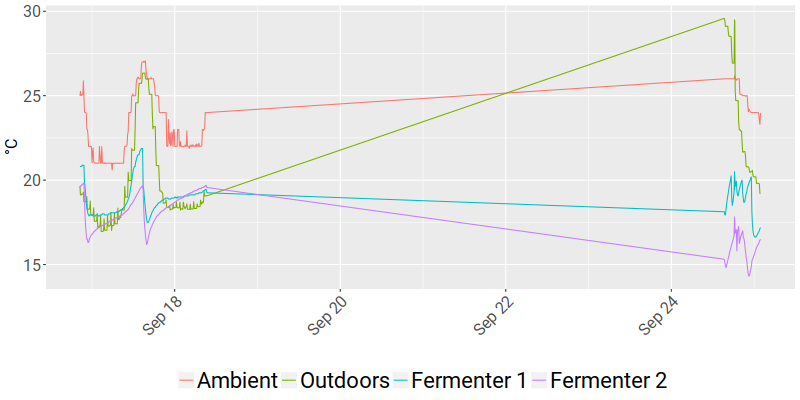 30
25
20
15
°C
Sep 18
Sep 20
Sep 22
Sep 24
Ambient Outdoors Fermenter 1 Fermenter 2